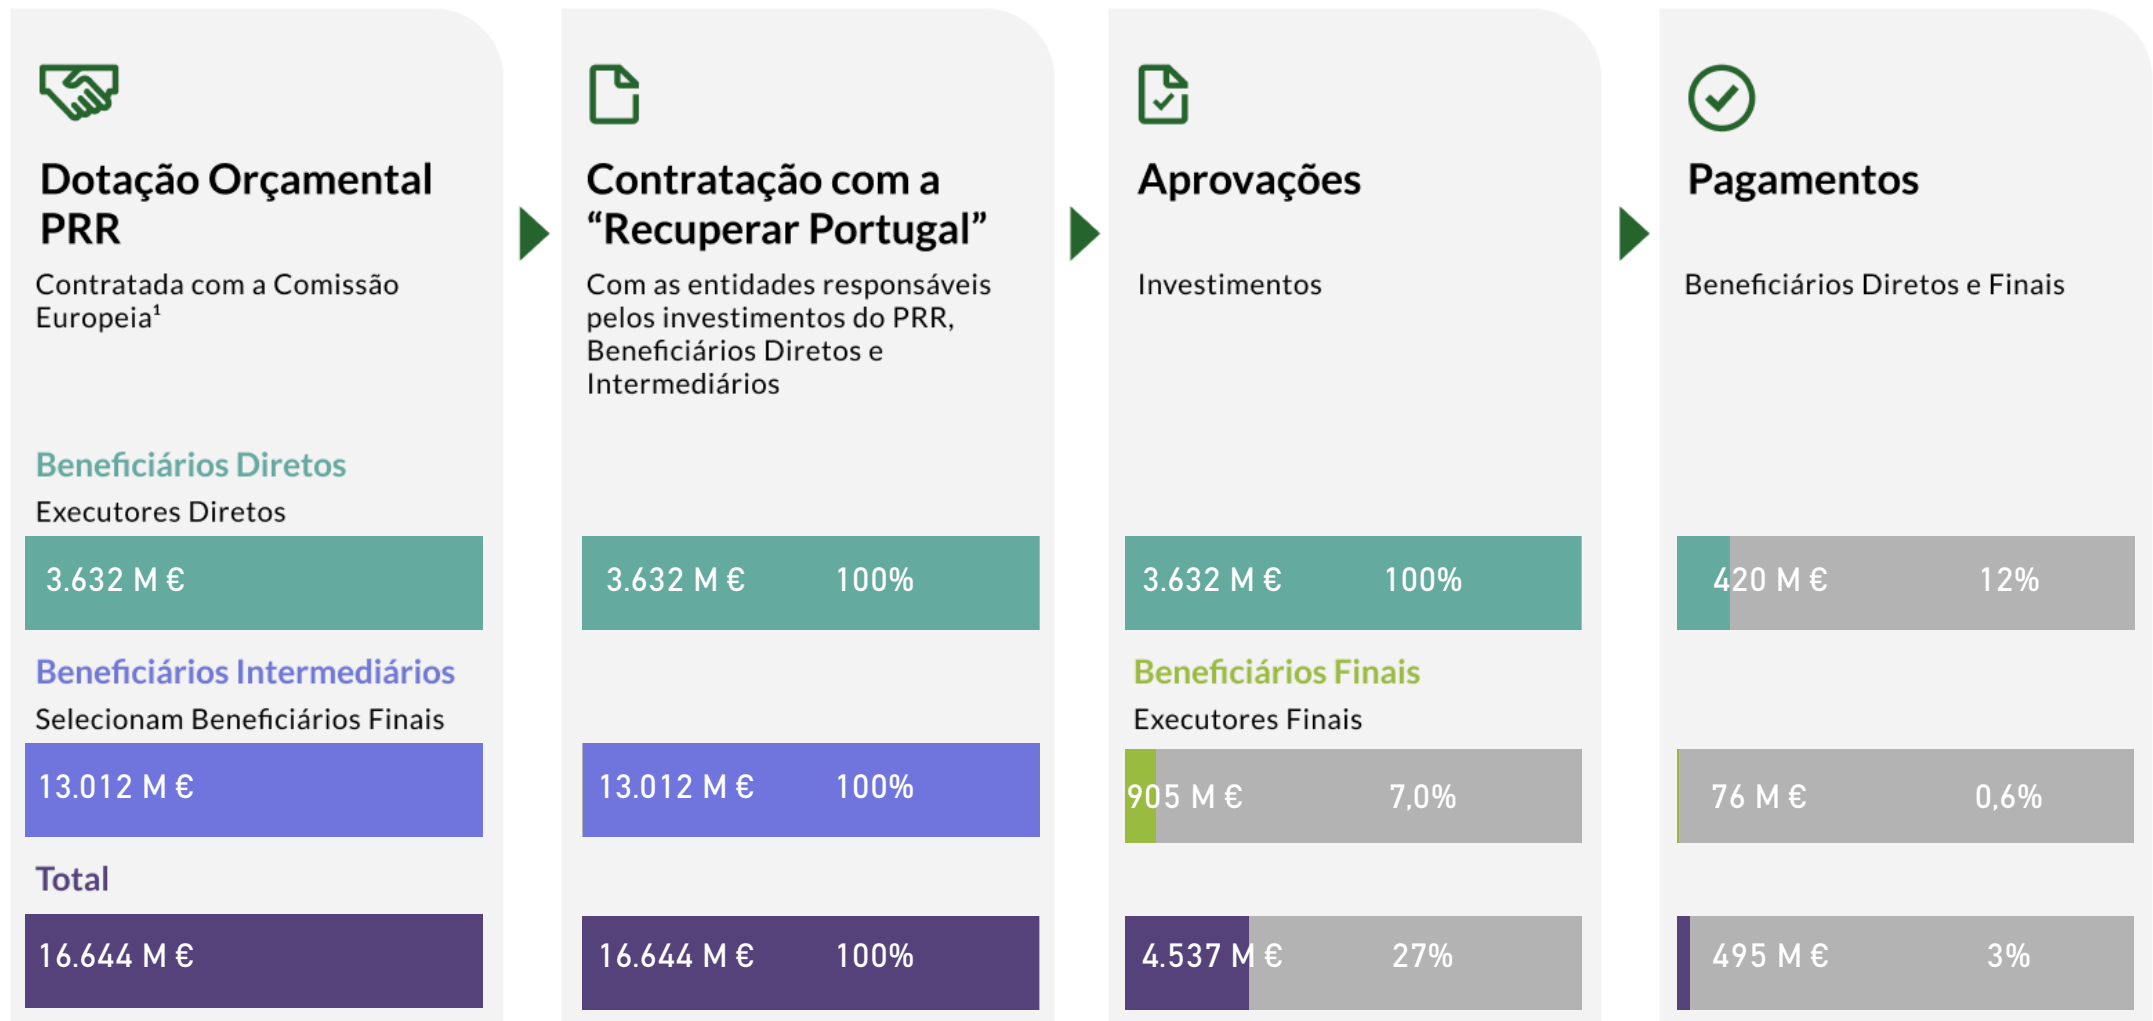 Dotação Orçamental
PRR
Contratada com a Comissão
Europeia¹
Beneficiários Diretos
Executores Diretos
3.632 M €
Beneficiários Intermediários
Selecionam Beneficiários Finais
13.012 M €
Total
16.644 M €
Contratação com a
“Recuperar Portugal”
Com as entidades responsáveis
pelos investimentos do PRR,
Beneficiários Diretos e
Intermediários
3.632 M € 100%
13.012 M € 100%
16.644 M € 100%
Aprovações
Investimentos
3.632 M € 100%
Beneficiários Finais
Executores Finais
905 M € 7,0%
4.537 M € 27%
Pagamentos
Beneficiários Diretos e Finais
420 M € 12%
76 M € 0,6%
495 M € 3%